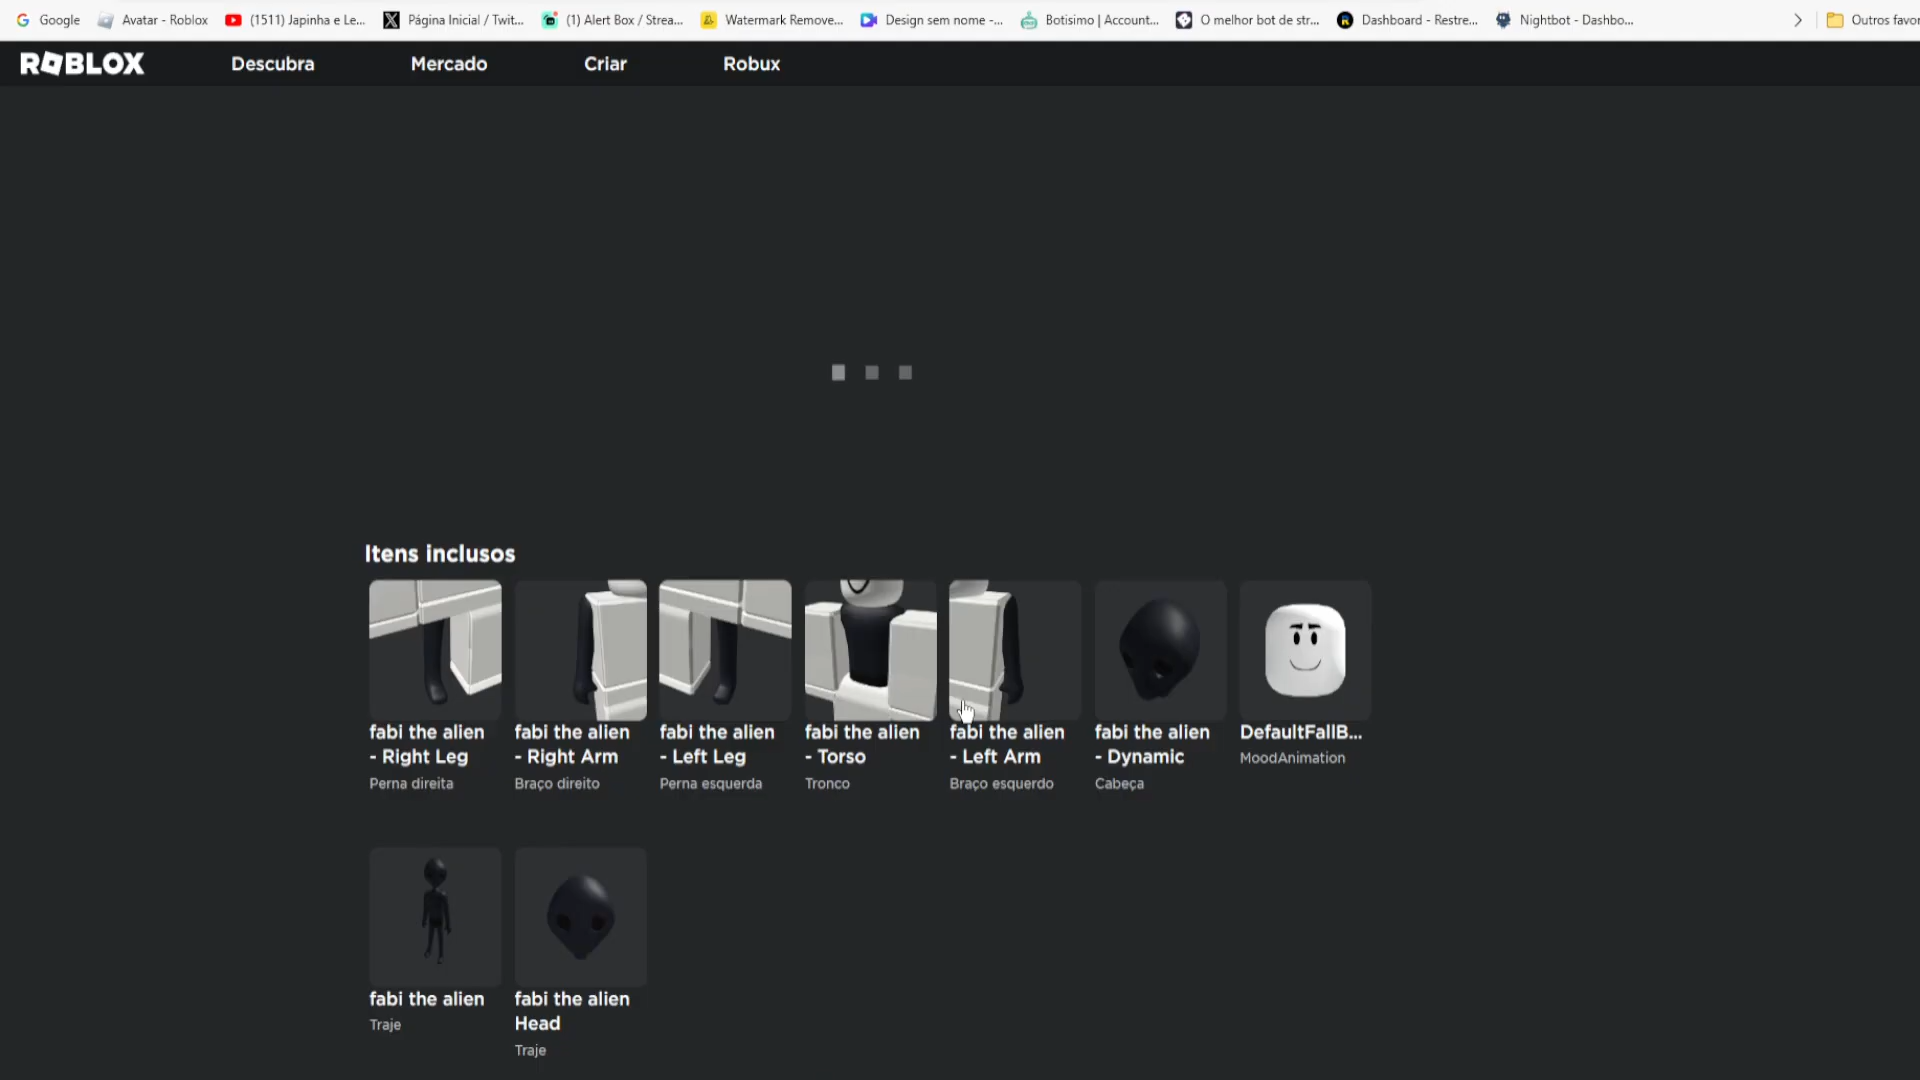 Google Avatar - Roblox (1511) Japinha e Le... Página Inicial / Twit... (1) Alert Box / Strea... Watermark Remove... Design sem nome -... Botisimo | Account... O melhor bot de str... Dashboard - Restre... Nightbot - Dashbo... Outros favor
ROBLOX Descubra Mercado Criar Robux
Itens inclusos
fabi the alien
- Right Leg
Perna direita
fabi the alien
- Right Arm
Braço direito
fabi the alien
- Left Leg
Perna esquerda
fabi the alien
- Torso
Tronco
fabi the alien
- Left Arm
Braço esquerdo
fabi the alien
- Dynamic
Cabeça
DefaultFallB...
MoodAnimation
fabi the alien
Traje
fabi the alien
Head
Traje